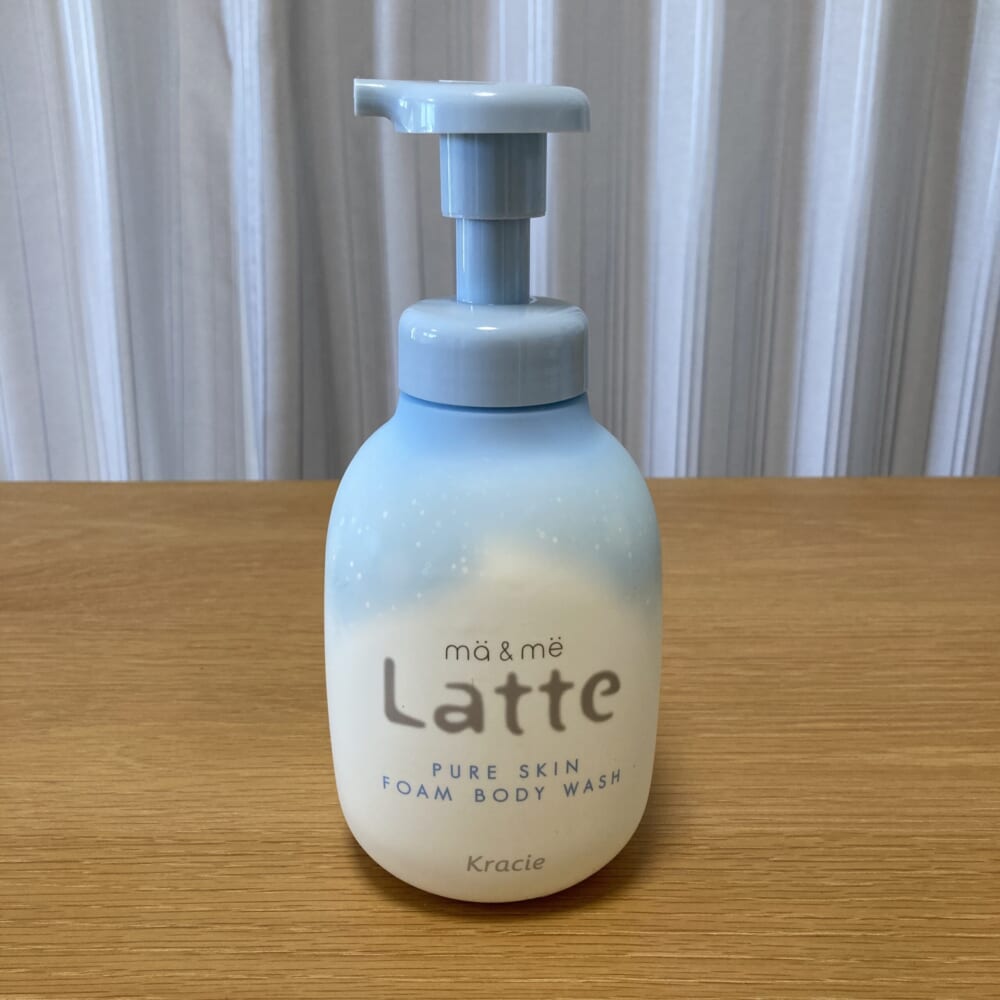 mä & më
Latte
PURE SKIN
FOAM BODY WASH
Kracie